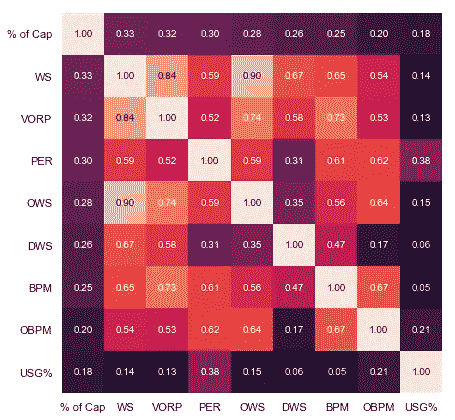 % of Cap 1.00 0.33 0.32 0.30 0.28 0.26 0.25 0.20 0.18
WS 0.33 1.00 0.84 0.59 0.90 0.67 0.65 0.54 0.14
VORP 0.32 0.84 1.00 0.52 0.74 0.58 0.73 0.53 0.13
PER 0.30 0.59 0.52 1.00 0.59 0.31 0.61 0.62 0.38
OWS 0.28 0.90 0.74 0.59 1.00 0.35 0.56 0.64 0.15
DWS 0.26 0.67 0.58 0.31 0.35 1.00 0.47 0.17 0.06
BPM 0.25 0.65 0.73 0.61 0.56 0.47 1.00 0.67 0.05
OBPM 0.20 0.54 0.53 0.62 0.64 0.17 0.67 1.00 0.21
USG% 0.18 0.14 0.13 0.38 0.15 0.06 0.05 0.21 1.00
% of Cap WS VORP PER OWS DWS BPM OBPM USG%